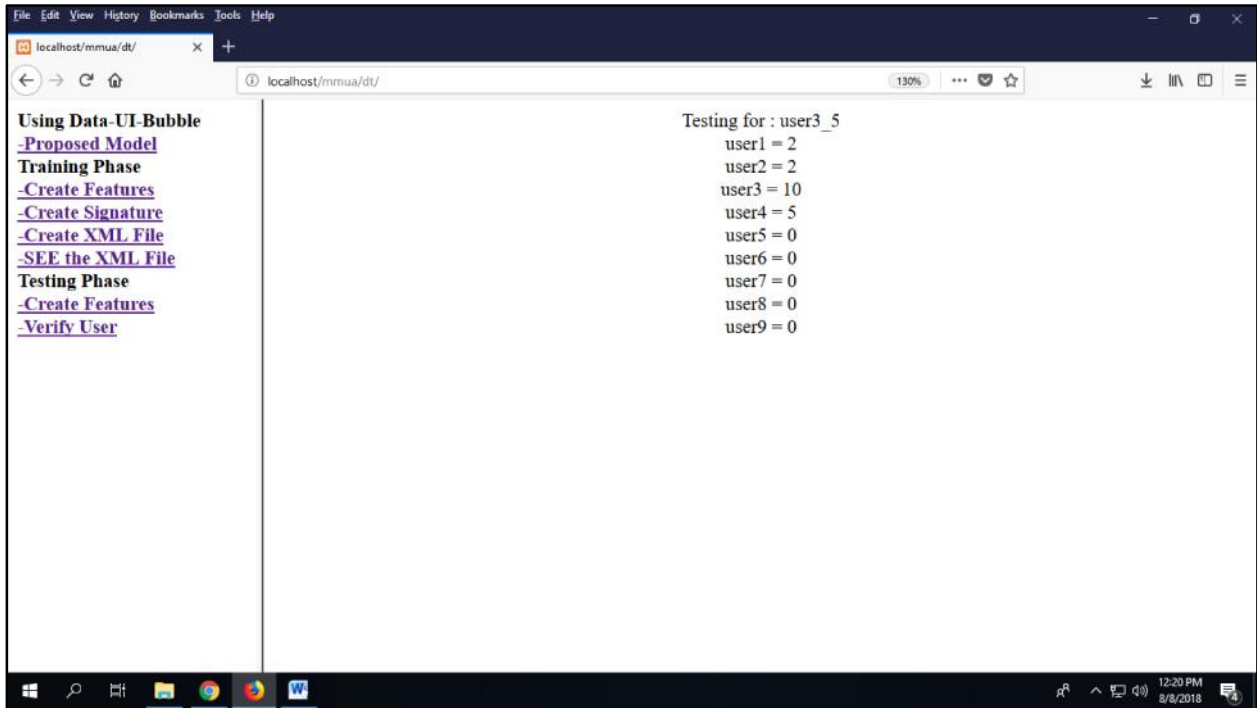 File Edit View History Bookmarks Tools Help
localhost/mmua/dt/
localhost/mmua/dt/
130%
Using Data-UI-Bubble
-Proposed Model
Training Phase
-Create Features
-Create Signature
-Create XML File
-SEE the XML File
Testing Phase
-Create Features
-Verify User
Testing for : user3_5
user1 = 2
user2 = 2
user3 = 10
user4 = 5
user5 = 0
user6 = 0
user7 = 0
user8 = 0
user9 = 0
12:20 PM
8/8/2018
4